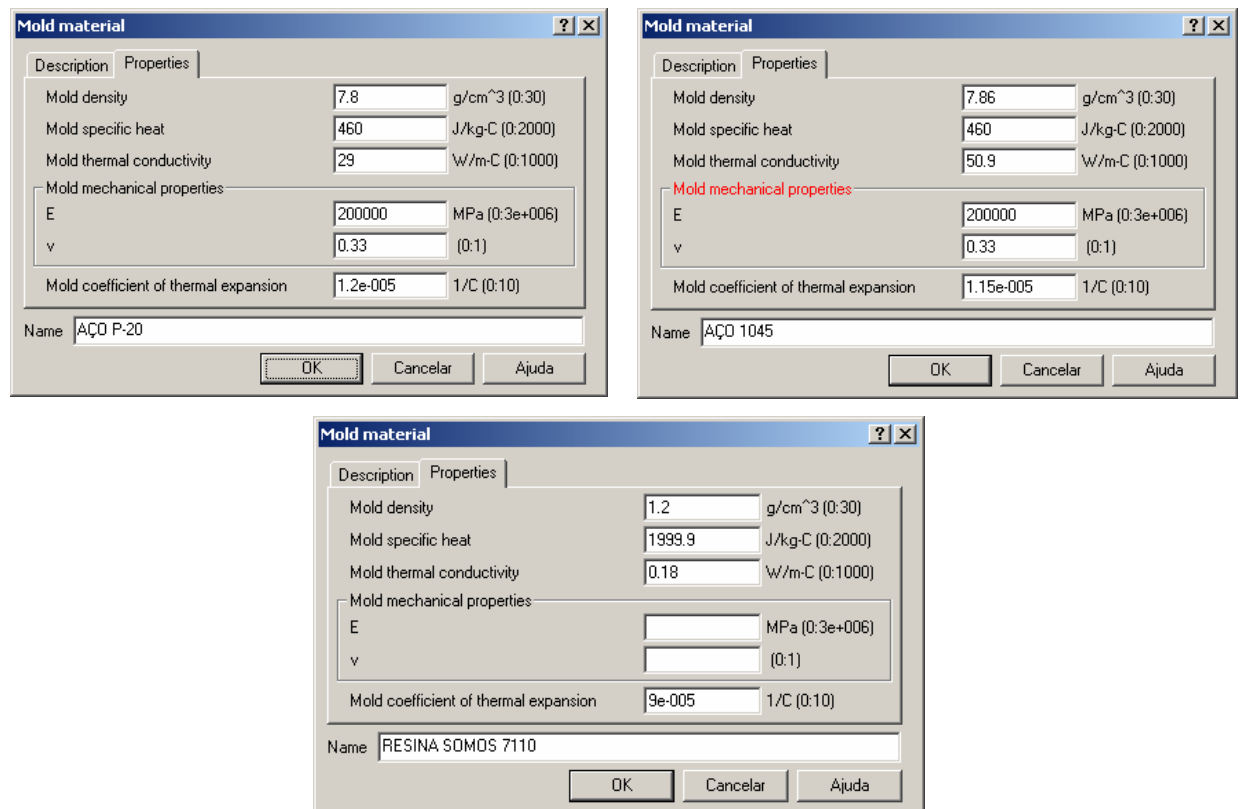 Mold material
Description Properties
Mold density 7.8 g/cm^3 (0:30)
Mold specific heat 460 J/kg-C (0:2000)
Mold thermal conductivity 29 W/m-C (0:1000)
Mold mechanical properties
E 200000 MPa (0:3e+006)
v 0.33 (0:1)
Mold coefficient of thermal expansion 1.2e-005 1/C (0:10)
Name AÇO P-20
OK Cancelar Ajuda
Mold material
Description Properties
Mold density 7.86 g/cm^3 (0:30)
Mold specific heat 460 J/kg-C (0:2000)
Mold thermal conductivity 50.9 W/m-C (0:1000)
Mold mechanical properties
E 200000 MPa (0:3e+006)
v 0.33 (0:1)
Mold coefficient of thermal expansion 1.15e-005 1/C (0:10)
Name AÇO 1045
OK Cancelar Ajuda
Mold material
Description Properties
Mold density 1.2 g/cm^3 (0:30)
Mold specific heat 1999.9 J/kg-C (0:2000)
Mold thermal conductivity 0.18 W/m-C (0:1000)
Mold mechanical properties
E MPa (0:3e+006)
v (0:1)
Mold coefficient of thermal expansion 9e-005 1/C (0:10)
Name RESINA SOMOS 7110
OK Cancelar Ajuda